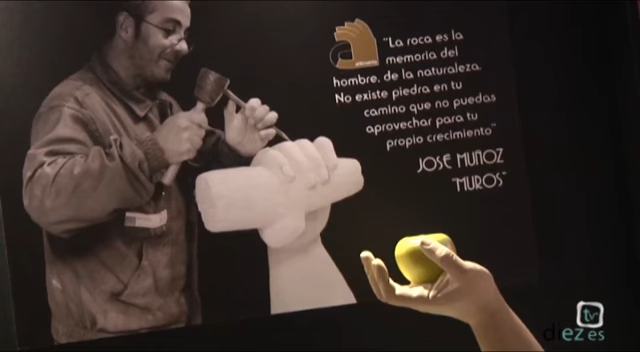 "La roca es la
memoria del
hombre, de la naturaleza.
No existe piedra en tu
camino que no puedas
aprovechar para tu
propio crecimiento"
JOSE MUÑOZ
"MUROS"
tv
diez es